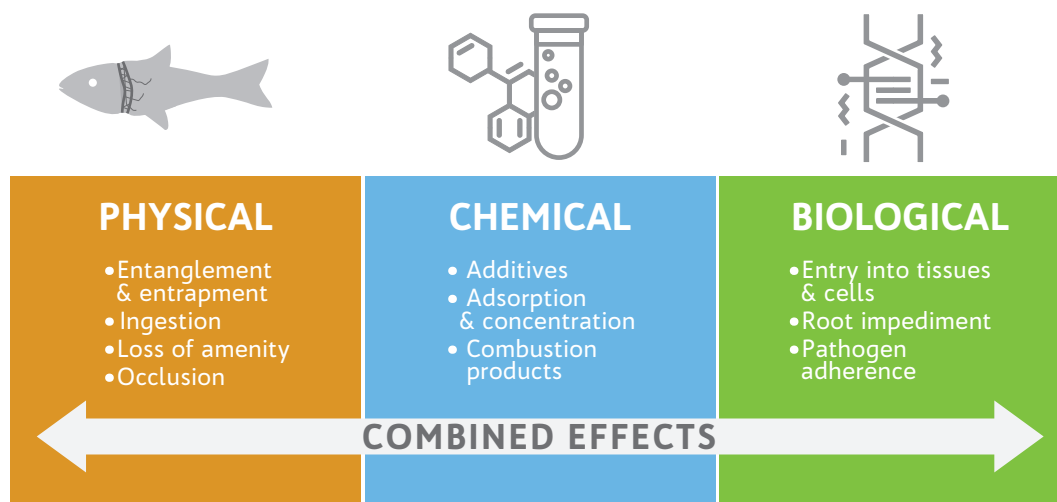 PHYSICAL
•Entanglement
& entrapment
•Ingestion
•Loss of amenity
•Occlusion
CHEMICAL
• Additives
• Adsorption
& concentration
• Combustion
products
BIOLOGICAL
•Entry into tissues
& cells
•Root impediment
•Pathogen
adherence
COMBINED EFFECTS